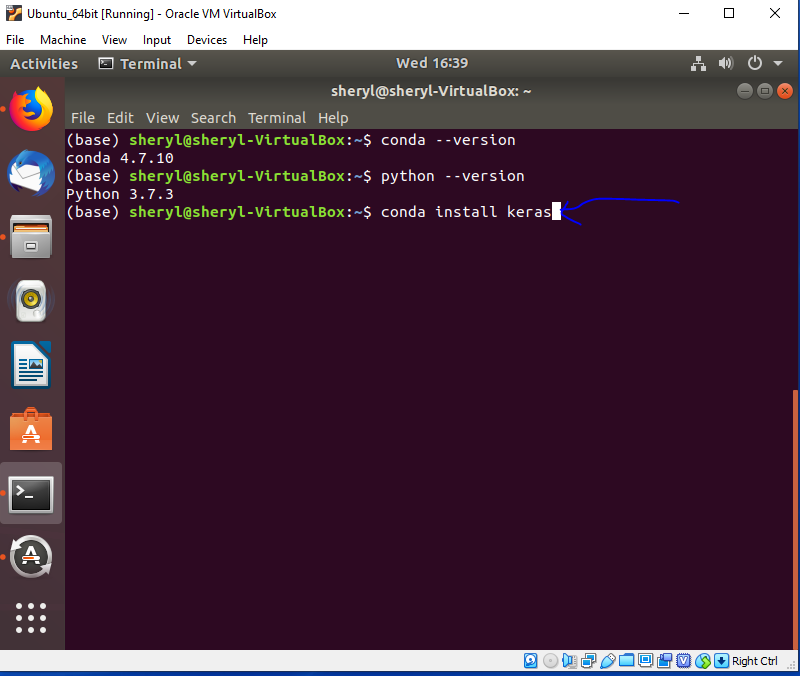 Ubuntu_64bit [Running] - Oracle VM VirtualBox
File Machine View Input Devices Help
Activities Terminal Wed 16:39
sheryl@sheryl-VirtualBox: ~
File Edit View Search Terminal Help
(base) sheryl@sheryl-VirtualBox:~$ conda --version
conda 4.7.10
(base) sheryl@sheryl-VirtualBox:~$ python --version
Python 3.7.3
(base) sheryl@sheryl-VirtualBox:~$ conda install keras
Right Ctrl